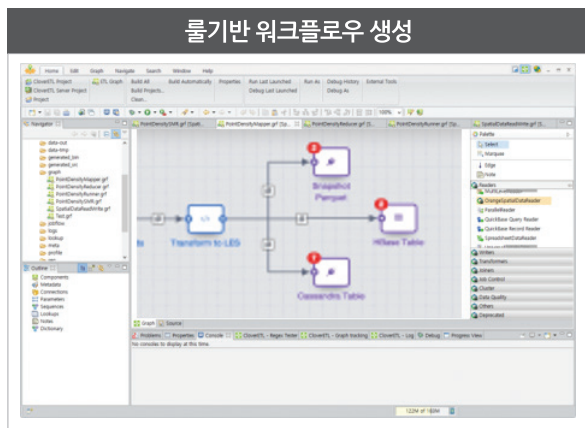 룰기반 워크플로우 생성
Home Edit Graph Navigate Search Window Help
CloverETL Project ETL Graph Build All Build Automatically Properties Run Last Launched Run As Debug History External Tools
CloverETL Server Project Build Projects... Debug Last Launched Debug As
Project Clean...
100%
Navigator
PointDensityMapper.grf (Sp...
PointDensityReducer.grf (S...
PointDensityRunner.grf (S...
SpatialDataReadWrite.grf (S...
data-out
data-tmp
generated_bin
generated_src
graph
PointDensityMapper.grf
PointDensityReducer.grf
PointDensityRunner.grf
PointDensitySMR.grf
SpatialDataReadWrite.grf
Test.grf
jobflow
logs
lookup
meta
profile
Outline
Components
Metadata
Connections
Parameters
Sequences
Lookups
Notes
Dictionary
Transform to LES
Snapshot
Parquet
HBase Table
Cassandra Table
Palette
Select
Marquee
Edge
Note
Readers
OrangeSpatialDataReader
ParallelReader
QuickBase Query Reader
QuickBase Record Reader
SpreadsheetDataReader
Writers
Transformers
Joiners
Job Control
Cluster
Data Quality
Others
Deprecated
Graph Source
Problems Properties Console CloverETL - Regex Tester CloverETL - Graph tracking CloverETL - Log Debug Progress View
No consoles to display at this time.